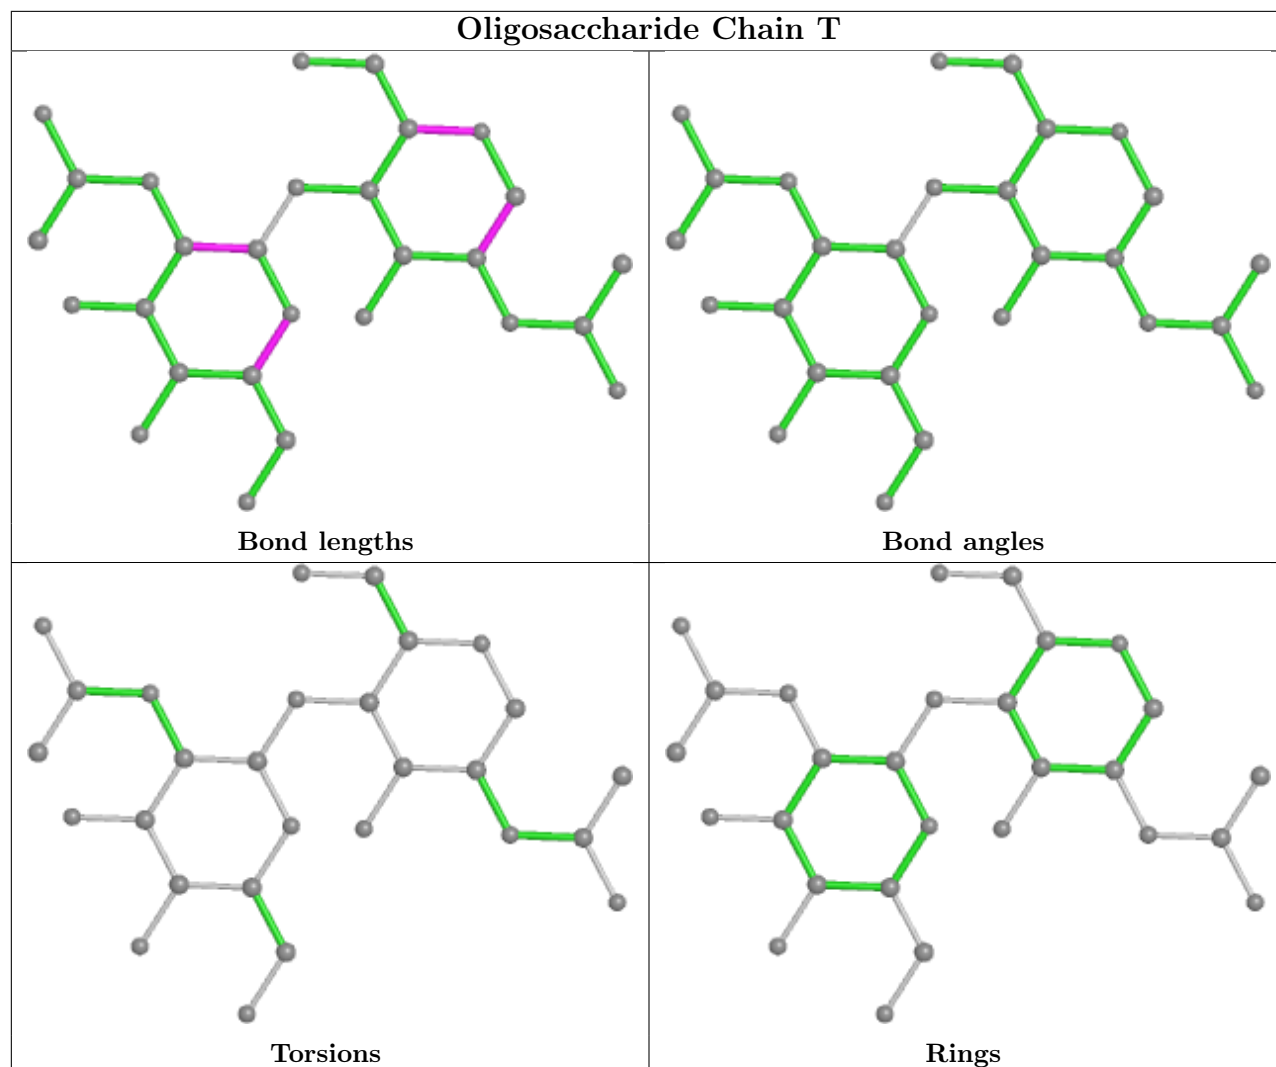 Oligosaccharide Chain T
Bond lengths
Bond angles
Torsions
Rings